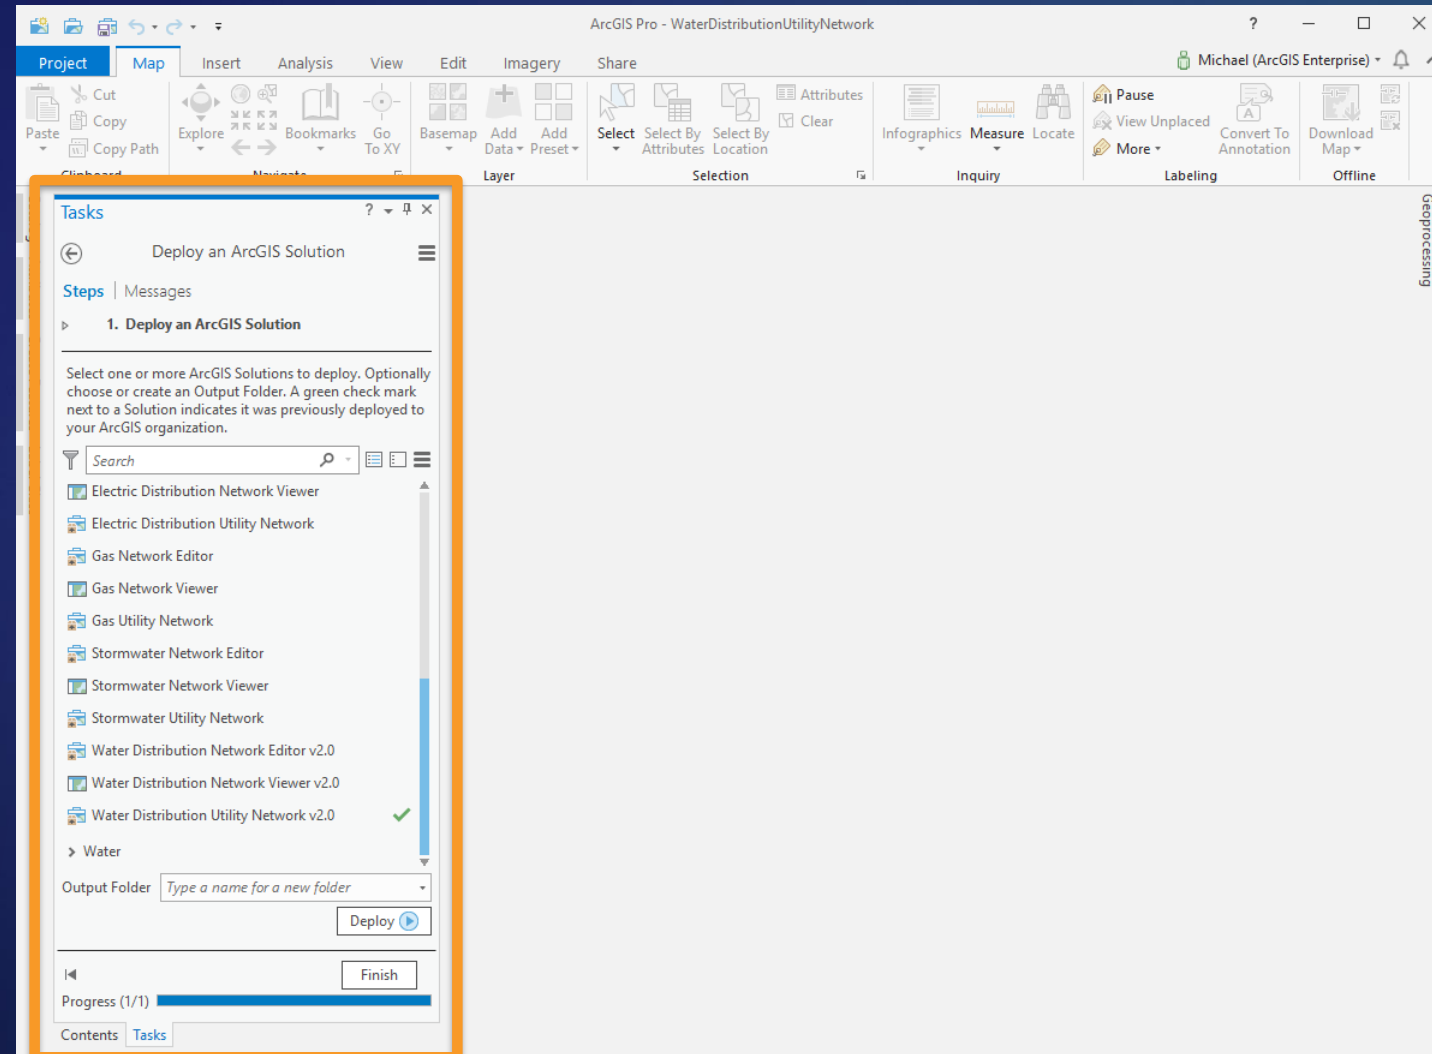 ArcGIS Pro - WaterDistributionUtilityNetwork
?
Project Map Insert Analysis View Edit Imagery Share
Michael (ArcGIS Enterprise)
Paste
Cut
Copy
Copy Path
Clipboard
Explore
Bookmarks
Go To XY
Navigate
Basemap
Add Data
Add Preset
Layer
Select
Select By Attributes
Select By Location
Attributes
Clear
Selection
Infographics
Measure
Locate
Inquiry
Pause
View Unplaced
More
Convert To Annotation
Labeling
Download Map
Offline
Geoprocessing
Tasks
?
Deploy an ArcGIS Solution
Steps | Messages
1. Deploy an ArcGIS Solution
Select one or more ArcGIS Solutions to deploy. Optionally
choose or create an Output Folder. A green check mark
next to a Solution indicates it was previously deployed to
your ArcGIS organization.
Search
Electric Distribution Network Viewer
Electric Distribution Utility Network
Gas Network Editor
Gas Network Viewer
Gas Utility Network
Stormwater Network Editor
Stormwater Network Viewer
Stormwater Utility Network
Water Distribution Network Editor v2.0
Water Distribution Network Viewer v2.0
Water Distribution Utility Network v2.0
Water
Output Folder Type a name for a new folder
Deploy
Finish
Progress (1/1)
Contents Tasks